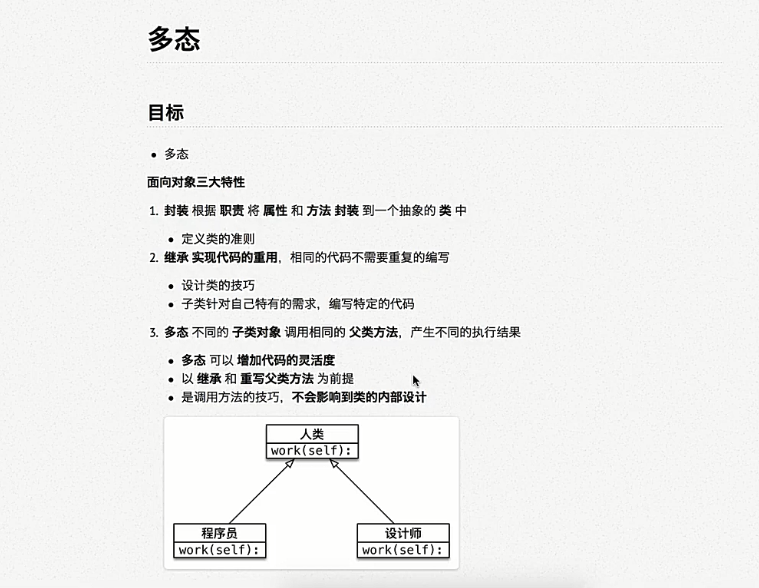 多态
目标
• 多态
面向对象三大特性
1. 封装 根据 职责 将 属性 和 方法 封装 到一个抽象的 类 中
• 定义类的准则
2. 继承 实现代码的重用，相同的代码不需要重复的编写
• 设计类的技巧
• 子类针对自己特有的需求，编写特定的代码
3. 多态 不同的 子类对象 调用相同的 父类方法，产生不同的执行结果
• 多态 可以 增加代码的灵活度
• 以 继承 和 重写父类方法 为前提
• 是调用方法的技巧，不会影响到类的内部设计
人类
work(self):
程序员
work(self):
设计师
work(self):